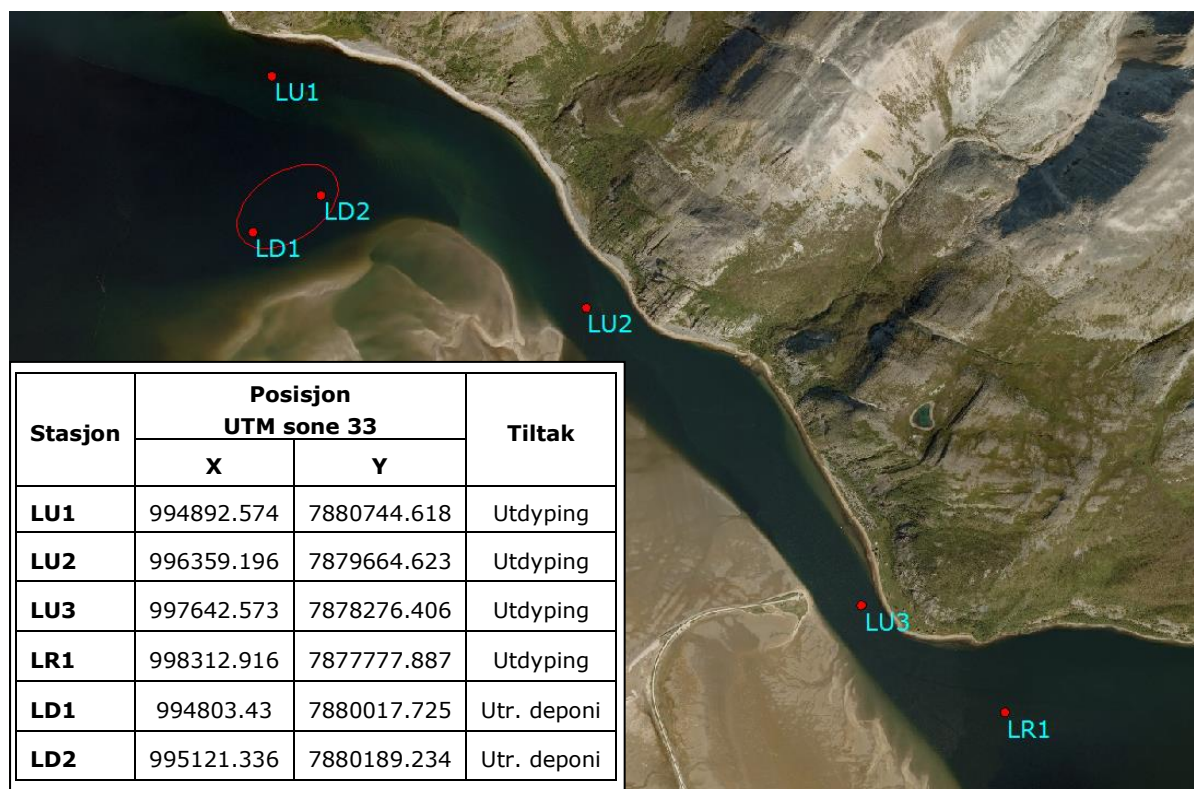 LU1
LD2
LD1
LU2
LU3
LR1
Stasjon Posisjon UTM sone 33 Tiltak
X Y
LU1 994892.574 7880744.618 Utdyping
LU2 996359.196 7879664.623 Utdyping
LU3 997642.573 7878276.406 Utdyping
LR1 998312.916 7877777.887 Utdyping
LD1 994803.43 7880017.725 Utr. deponi
LD2 995121.336 7880189.234 Utr. deponi